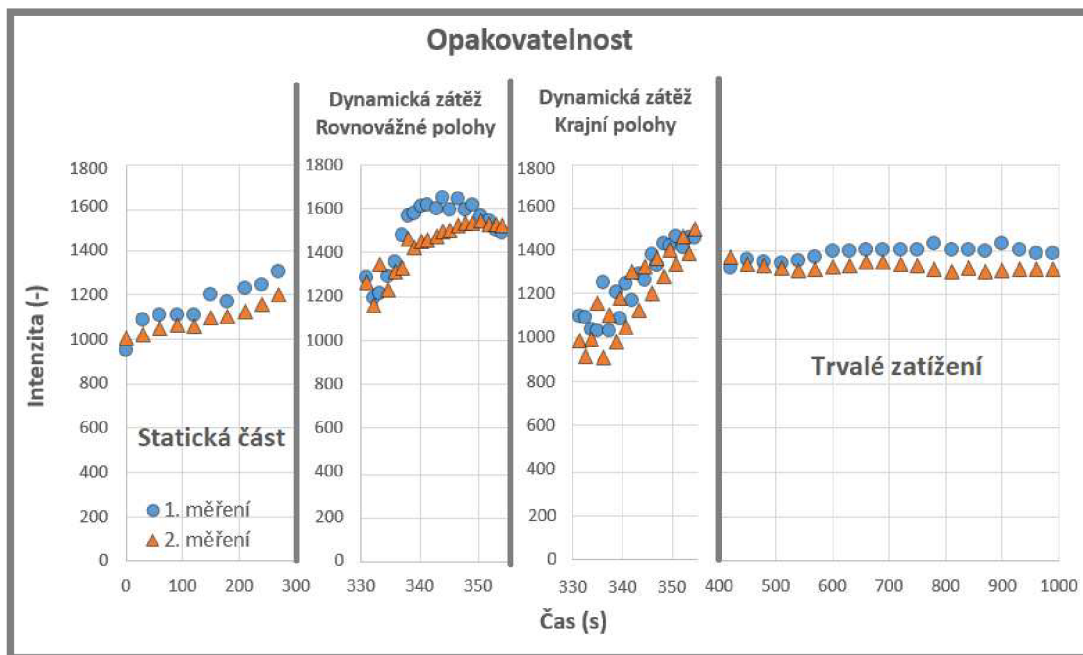 Opakovatelnost
Dynamická zátěž
Rovnovážné polohy
Dynamická zátěž
Krajní polohy
Intenzita (-)
1800
1600
1400
1200
1000
800
600
400
200
0
0 100 200 300
Statická část
1. měření
2. měření
1800
1600
1400
1200
1000
800
600
400
200
0
330 340 350
1800
1600
1400
1200
1000
800
600
400
200
0
330 340 350
Trvalé zatížení
400 500 600 700 800 900 1000
Čas (s)